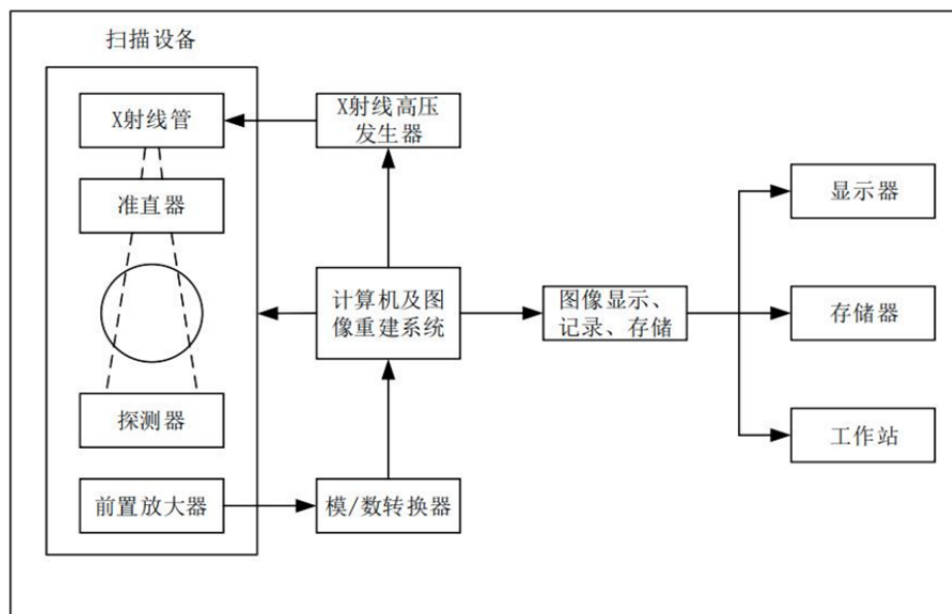 扫描设备
X射线管
X射线高压
发生器
准直器
显示器
计算机及图
像重建系统
图像显示、
记录、存储
存储器
探测器
工作站
前置放大器
模/数转换器